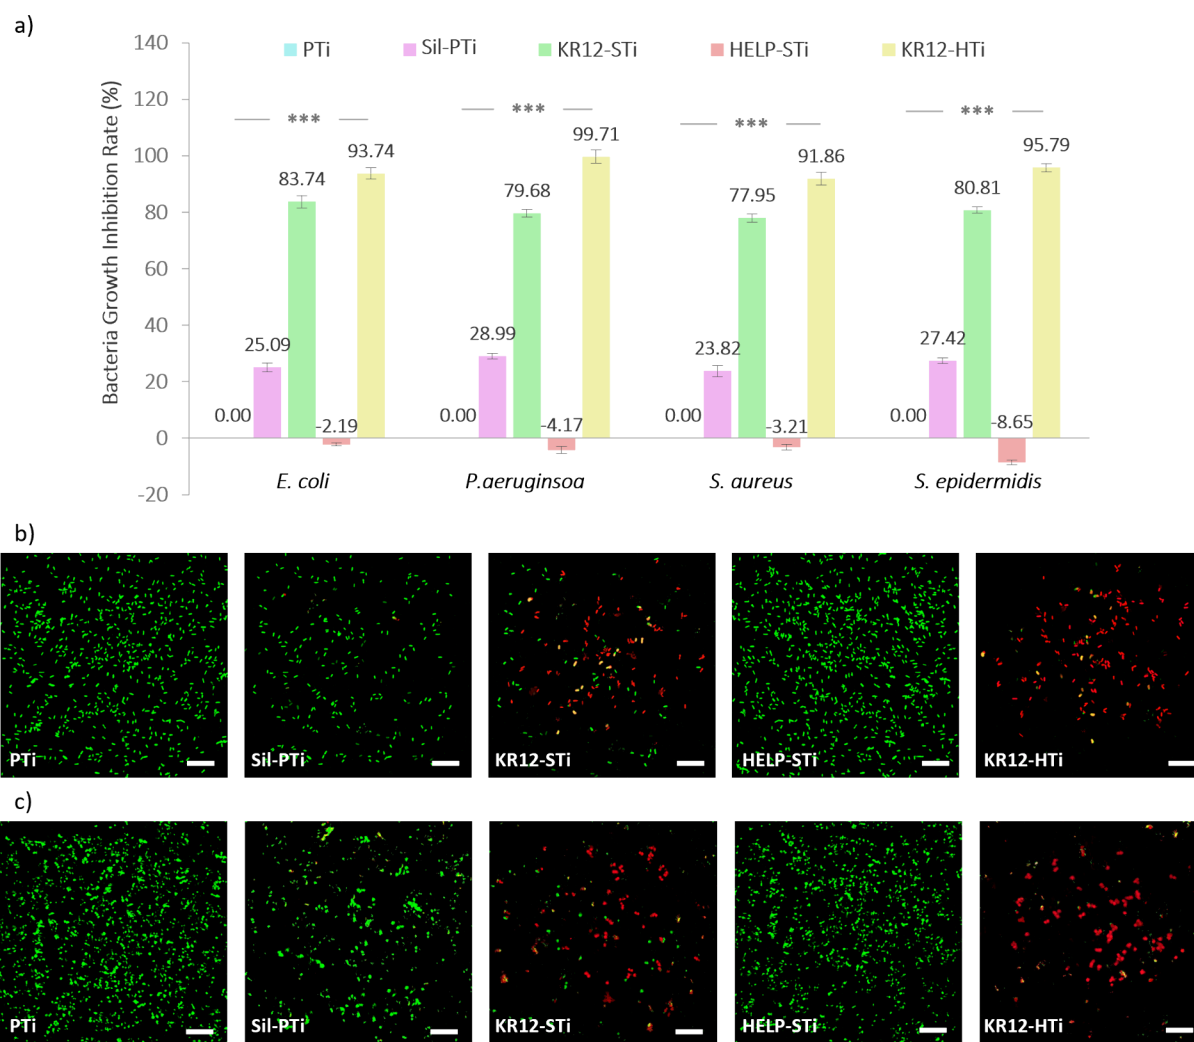 a)
140
120
100
80
60
40
20
0
-20
Bacteria Growth Inhibition Rate (%)
PTi Sil-PTi KR12-STi HELP-STi KR12-HTi
*** *** *** ***
0.00 25.09 83.74 -2.19 93.74
0.00 28.99 79.68 -4.17 99.71
0.00 23.82 77.95 -3.21 91.86
0.00 27.42 80.81 -8.65 95.79
E. coli P.aeruginsoa S. aureus S. epidermidis
b)
PTi Sil-PTi KR12-STi HELP-STi KR12-HTi
c)
PTi Sil-PTi KR12-STi HELP-STi KR12-HTi